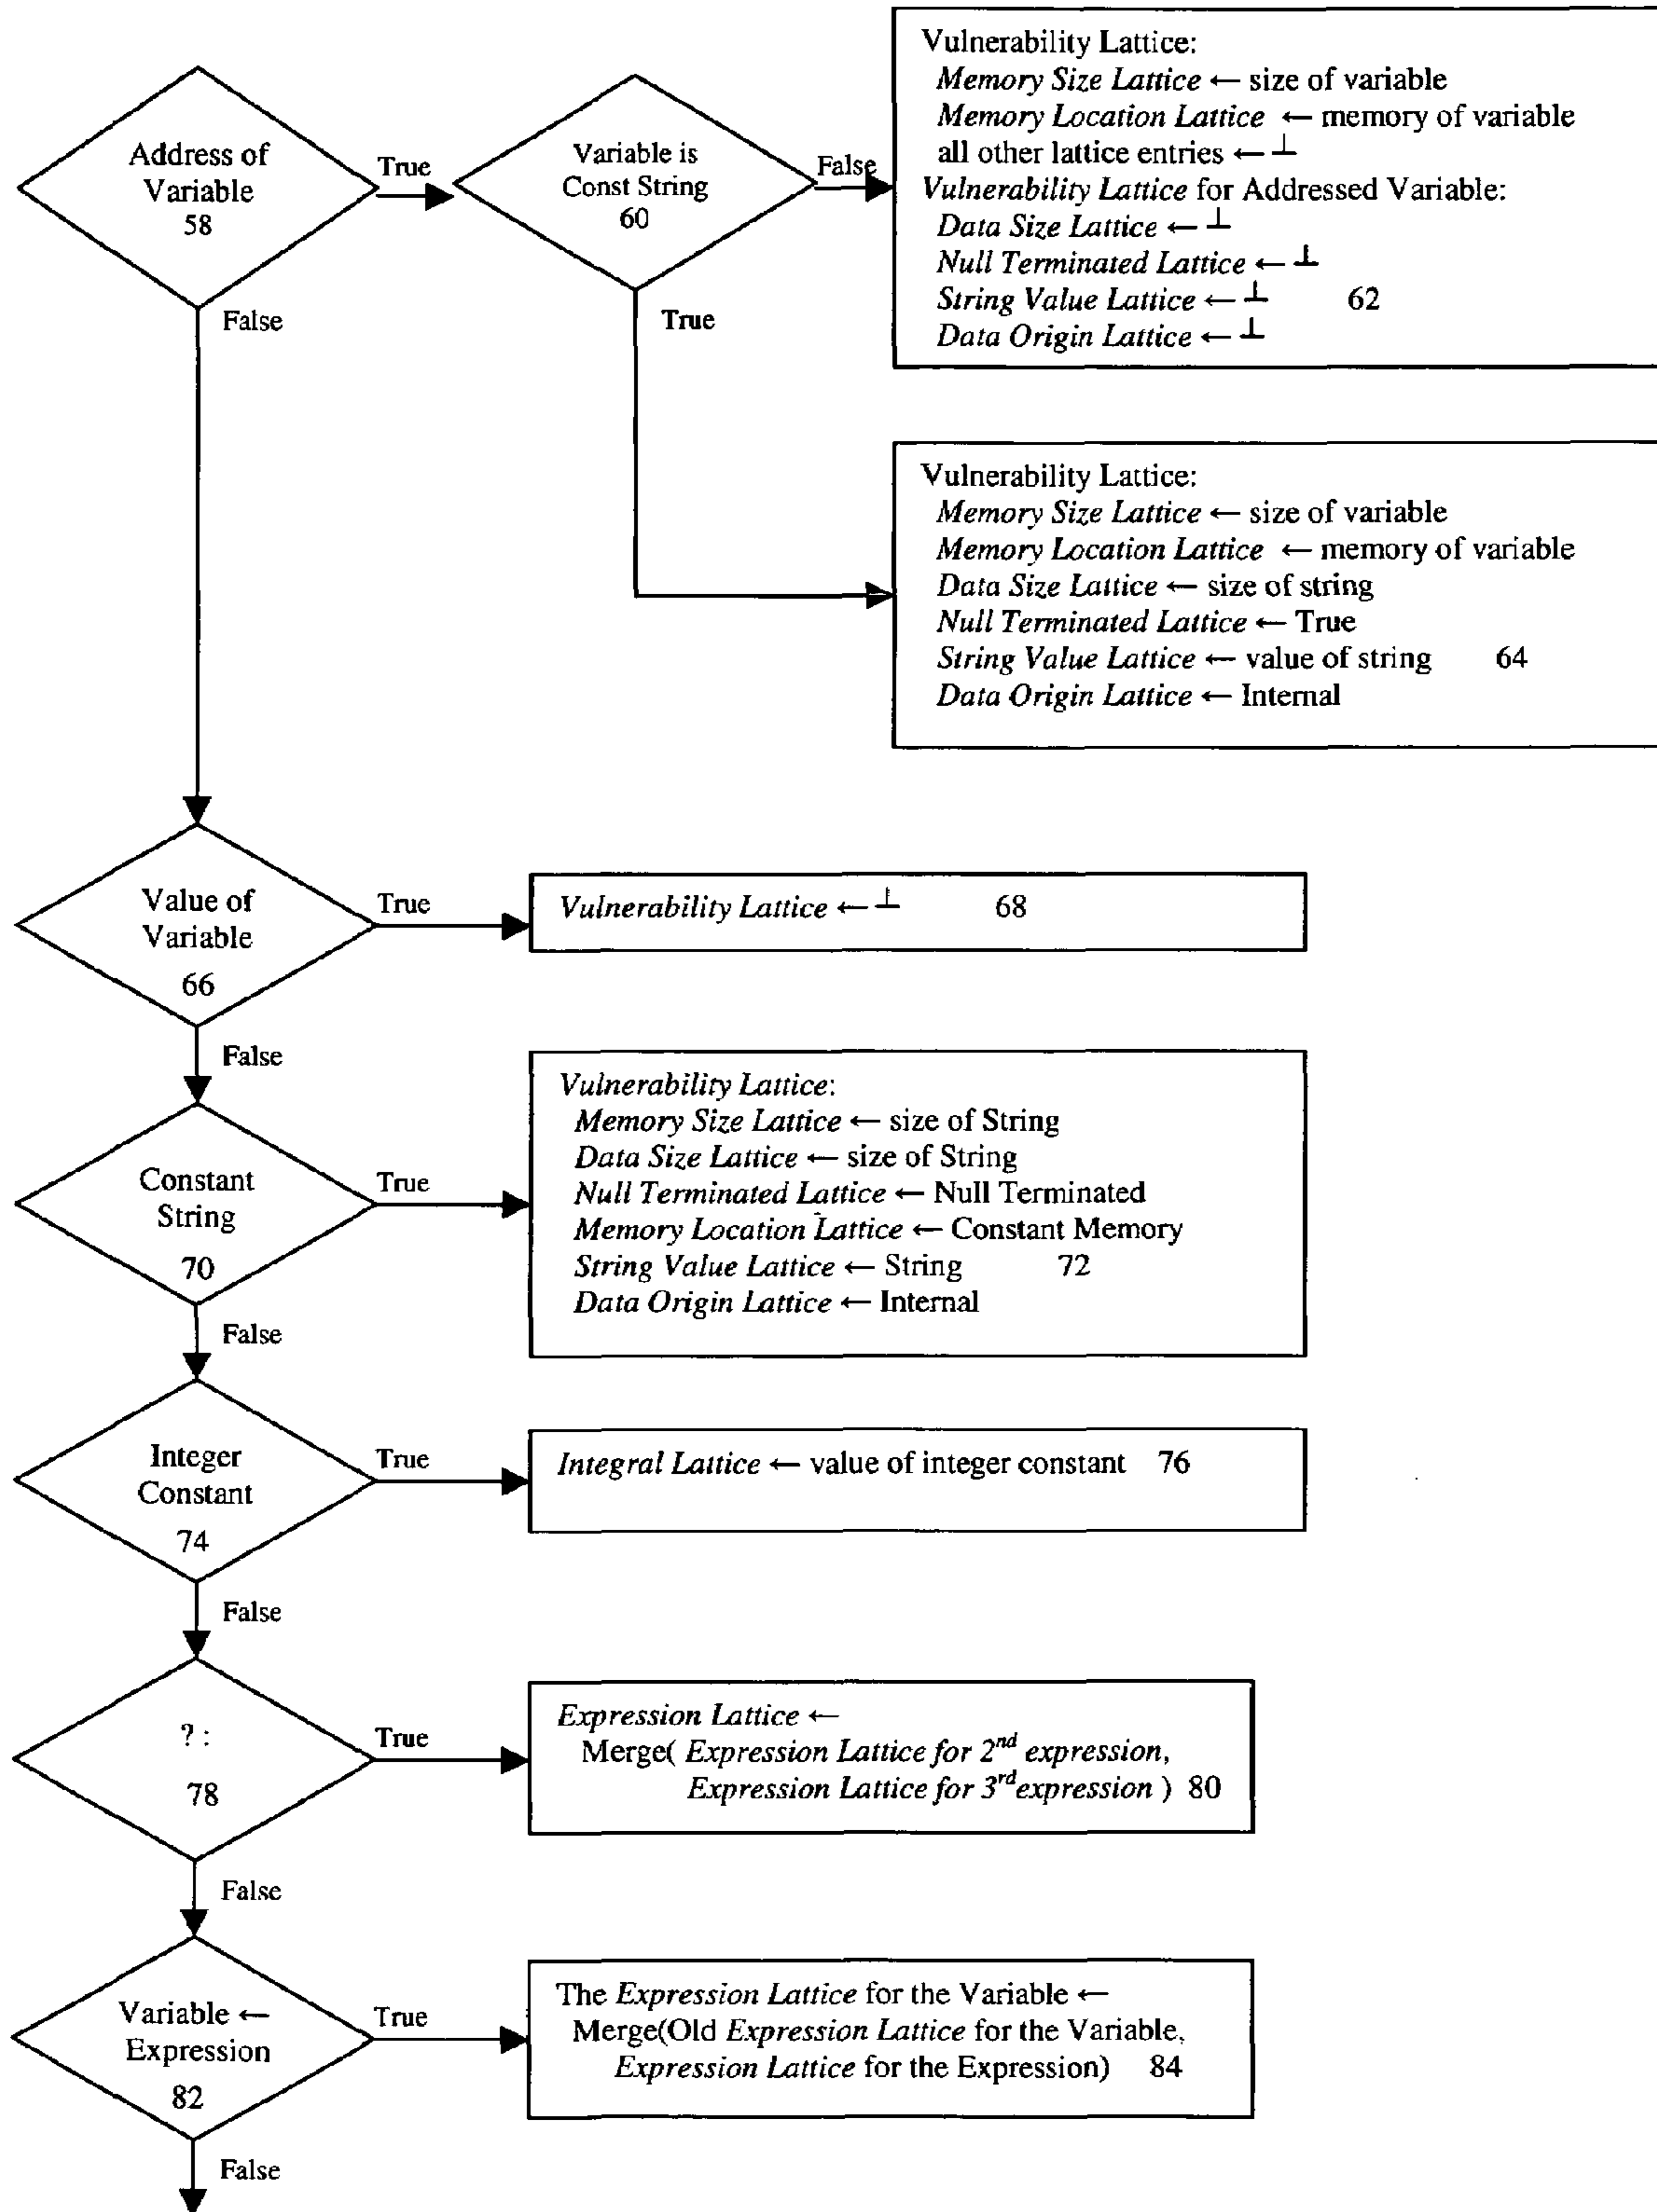 Address of
Variable
58
True
Variable is
Const String
60
False
Vulnerability Lattice:
Memory Size Lattice ← size of variable
Memory Location Lattice ← memory of variable
all other lattice entries ← ⊥
Vulnerability Lattice for Addressed Variable:
Data Size Lattice ← ⊥
Null Terminated Lattice ← ⊥
String Value Lattice ← ⊥ 62
Data Origin Lattice ← ⊥
False
True
Vulnerability Lattice:
Memory Size Lattice ← size of variable
Memory Location Lattice ← memory of variable
Data Size Lattice ← size of string
Null Terminated Lattice ← True
String Value Lattice ← value of string 64
Data Origin Lattice ← Internal
Value of
Variable
66
True
Vulnerability Lattice ← ⊥ 68
False
Constant
String
70
True
Vulnerability Lattice:
Memory Size Lattice ← size of String
Data Size Lattice ← size of String
Null Terminated Lattice ← Null Terminated
Memory Location Lattice ← Constant Memory
String Value Lattice ← String 72
Data Origin Lattice ← Internal
False
Integer
Constant
74
True
Integral Lattice ← value of integer constant 76
False
? :
78
True
Expression Lattice ←
Merge( Expression Lattice for 2nd expression,
Expression Lattice for 3rd expression ) 80
False
Variable ←
Expression
82
True
The Expression Lattice for the Variable ←
Merge(Old Expression Lattice for the Variable,
Expression Lattice for the Expression) 84
False